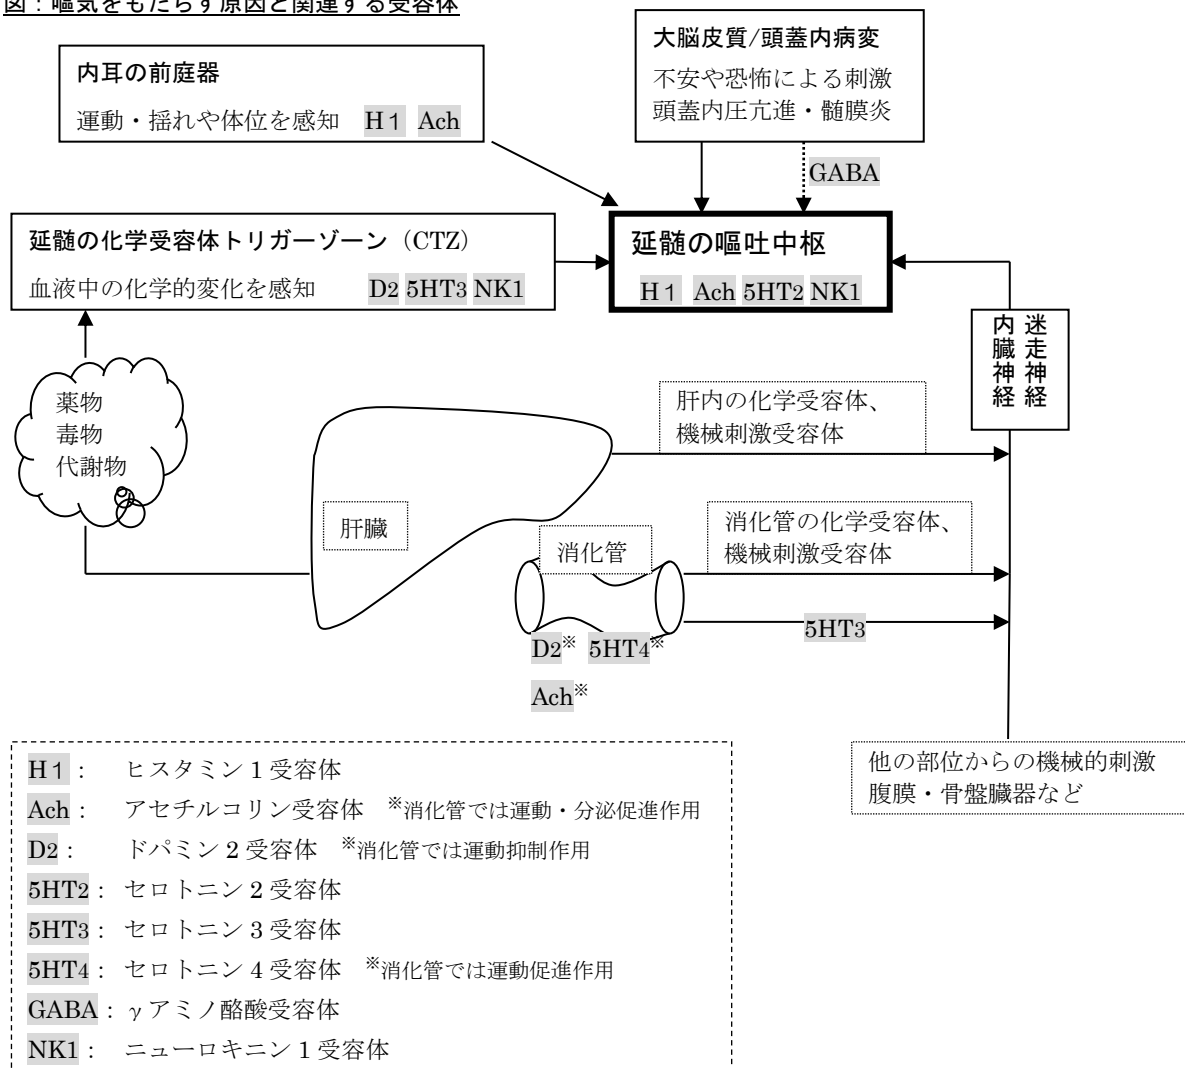 図：嘔気をもたらす原因と関連する受容体
内耳の前庭器
運動・揺れや体位を感知 H１ Ach
大脳皮質/頭蓋内病変
不安や恐怖による刺激
頭蓋内圧亢進・髄膜炎
GABA
延髄の化学受容体トリガーゾーン（CTZ）
血液中の化学的変化を感知 D2 5HT3 NK1
延髄の嘔吐中枢
H１ Ach 5HT2 NK1
迷走神経
内臓神経
薬物
毒物
代謝物
肝内の化学受容体、
機械刺激受容体
肝臓
消化管
消化管の化学受容体、
機械刺激受容体
5HT3
D2※ 5HT4※
Ach※
他の部位からの機械的刺激
腹膜・骨盤臓器など
H１： ヒスタミン 1 受容体
Ach： アセチルコリン受容体 ※消化管では運動・分泌促進作用
D2： ドパミン 2 受容体 ※消化管では運動抑制作用
5HT2： セロトニン 2 受容体
5HT3： セロトニン 3 受容体
5HT4： セロトニン 4 受容体 ※消化管では運動促進作用
GABA： γアミノ酪酸受容体
NK1： ニューロキニン 1 受容体